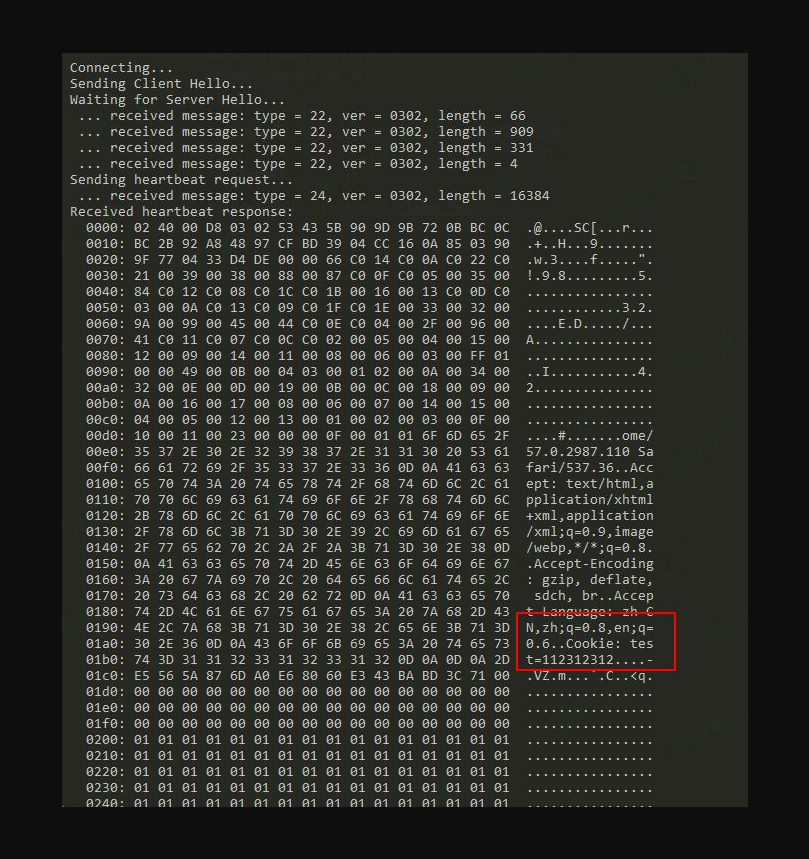 Connecting...
Sending Client Hello...
Waiting for Server Hello...
 ... received message: type = 22, ver = 0302, length = 66
 ... received message: type = 22, ver = 0302, length = 909
 ... received message: type = 22, ver = 0302, length = 331
 ... received message: type = 22, ver = 0302, length = 4
Sending heartbeat request...
 ... received message: type = 24, ver = 0302, length = 16384
Received heartbeat response:
  0000: 02 40 00 D8 03 02 53 43 5B 90 9D 9B 72 0B BC 0C  .@....SC[...r...
  0010: BC 2B 92 A8 48 97 CF BD 39 04 CC 16 0A 85 03 90  .+..H...9.......
  0020: 9F 77 04 33 D4 DE 00 00 66 C0 14 C0 0A C0 22 C0  .w.3....f.....".
  0030: 21 00 39 00 38 00 88 00 87 C0 0F C0 05 00 35 00  !.9.8.........5.
  0040: 84 C0 12 C0 08 C0 1C C0 1B 00 16 00 13 C0 0D C0  ................
  0050: 03 00 0A C0 13 C0 09 C0 1F C0 1E 00 33 00 32 00  ............3.2.
  0060: 9A 00 99 00 45 00 44 C0 0E C0 04 00 2F 00 96 00  ....E.D...../...
  0070: 41 C0 11 C0 07 C0 0C C0 02 00 05 00 04 00 15 00  A...............
  0080: 12 00 09 00 14 00 11 00 08 00 06 00 03 00 FF 01  ................
  0090: 00 00 49 00 0B 00 04 03 00 01 02 00 0A 00 34 00  ..I...........4.
  00a0: 32 00 0E 00 0D 00 19 00 0B 00 0C 00 18 00 09 00  2...............
  00b0: 0A 00 16 00 17 00 08 00 06 00 07 00 14 00 15 00  ................
  00c0: 04 00 05 00 12 00 13 00 01 00 02 00 03 00 0F 00  ................
  00d0: 10 00 11 00 23 00 00 00 0F 00 01 01 6F 6D 65 2F  ....#.......ome/
  00e0: 35 37 2E 30 2E 32 39 38 37 2E 31 31 30 20 53 61  57.0.2987.110 Sa
  00f0: 66 61 72 69 2F 35 33 37 2E 33 36 0D 0A 41 63 63  fari/537.36..Acc
  0100: 65 70 74 3A 20 74 65 78 74 2F 68 74 6D 6C 2C 61  ept: text/html,a
  0110: 70 70 6C 69 63 61 74 69 6F 6E 2F 78 68 74 6D 6C  pplication/xhtml
  0120: 2B 78 6D 6C 2C 61 70 70 6C 69 63 61 74 69 6F 6E  +xml,application
  0130: 2F 78 6D 6C 3B 71 3D 30 2E 39 2C 69 6D 61 67 65  /xml;q=0.9,image
  0140: 2F 77 65 62 70 2C 2A 2F 2A 3B 71 3D 30 2E 38 0D  /webp,*/*;q=0.8.
  0150: 0A 41 63 63 65 70 74 2D 45 6E 63 6F 64 69 6E 67  .Accept-Encoding
  0160: 3A 20 67 7A 69 70 2C 20 64 65 66 6C 61 74 65 2C  : gzip, deflate,
  0170: 20 73 64 63 68 2C 20 62 72 0D 0A 41 63 63 65 70   sdch, br..Accep
  0180: 74 2D 4C 61 6E 67 75 61 67 65 3A 20 7A 68 2D 43  t-Language: zh-C
  0190: 4E 2C 7A 68 3B 71 3D 30 2E 38 2C 65 6E 3B 71 3D  N,zh;q=0.8,en;q=
  01a0: 30 2E 36 0D 0A 43 6F 6F 6B 69 65 3A 20 74 65 73  0.6..Cookie: tes
  01b0: 74 3D 31 31 32 33 31 32 33 31 32 0D 0A 0D 0A 2D  t=112312312....-
  01c0: E5 56 5A 87 6D A0 E6 80 60 E3 43 BA BD 3C 71 00  .VZ.m...`.C..<q.
  01d0: 00 00 00 00 00 00 00 00 00 00 00 00 00 00 00 00  ................
  01e0: 00 00 00 00 00 00 00 00 00 00 00 00 00 00 00 00  ................
  01f0: 00 00 00 00 00 00 00 00 00 00 00 00 00 00 00 00  ................
  0200: 01 01 01 01 01 01 01 01 01 01 01 01 01 01 01 01  ................
  0210: 01 01 01 01 01 01 01 01 01 01 01 01 01 01 01 01  ................
  0220: 01 01 01 01 01 01 01 01 01 01 01 01 01 01 01 01  ................
  0230: 01 01 01 01 01 01 01 01 01 01 01 01 01 01 01 01  ................
  0240: 01 01 01 01 01 01 01 01 01 01 01 01 01 01 01 01  ................